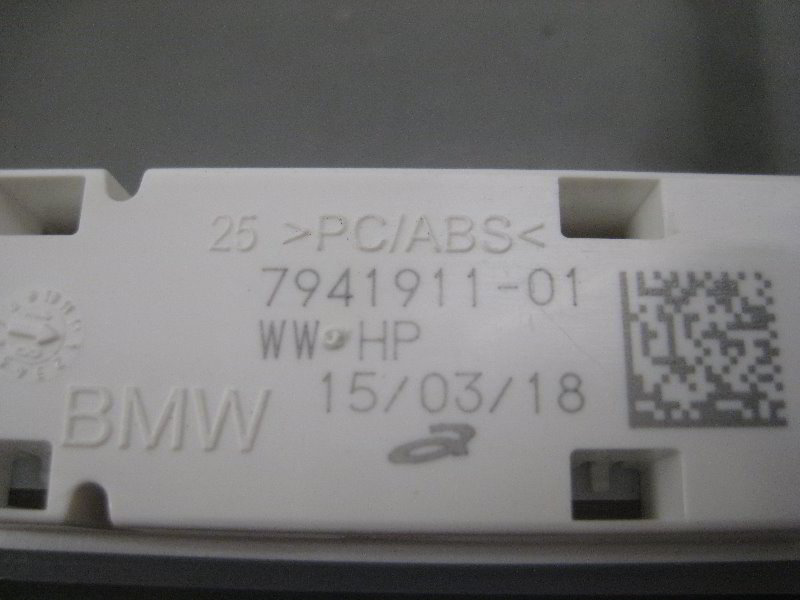 25 >PC/ABS<
7941911-01
WW HP
15/03/18
BMW